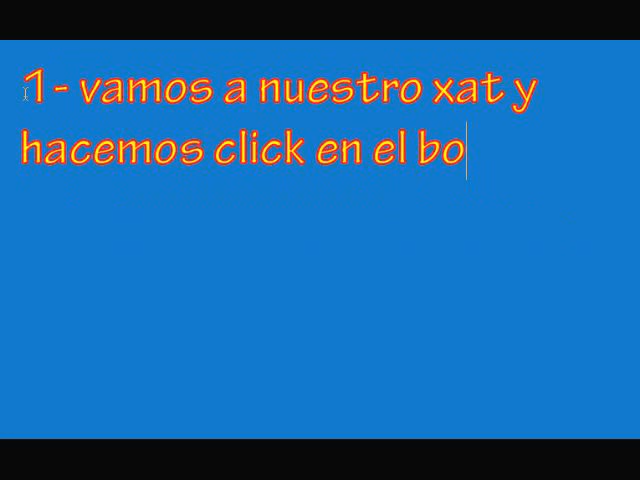 1- vamos a nuestro xat y
hacemos click en el bo